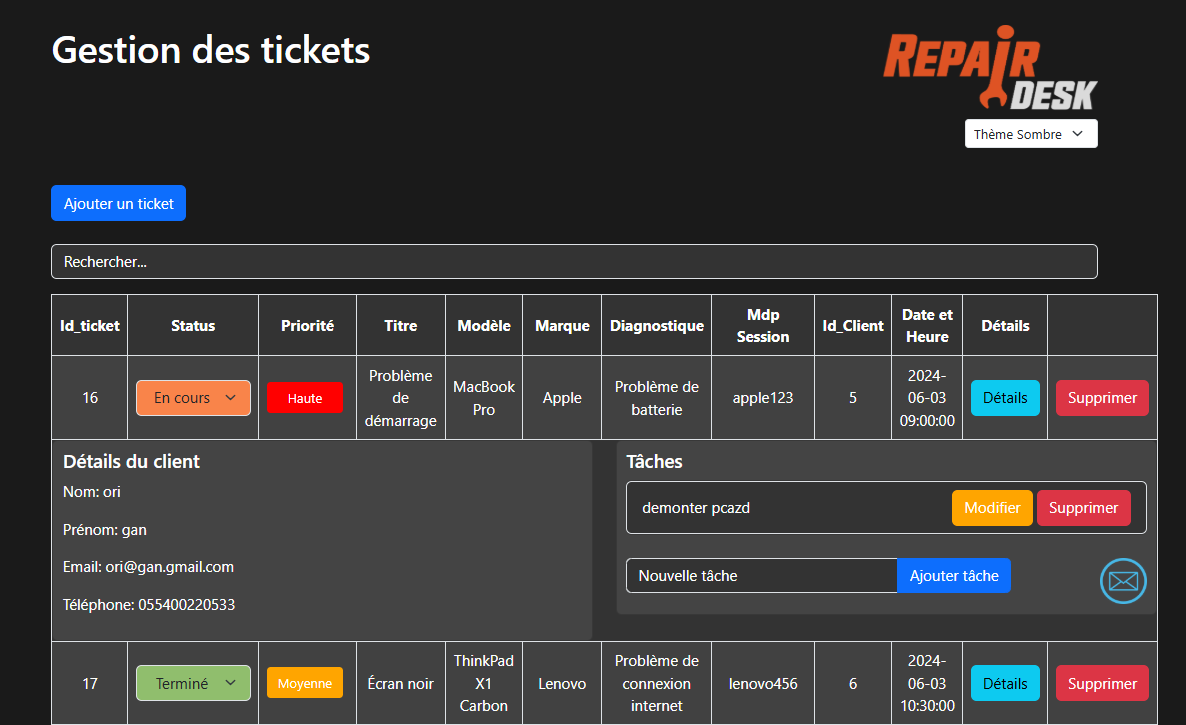 Gestion des tickets
REPAIR
DESK
Thème Sombre
Ajouter un ticket
Rechercher...
Id_ticket Status Priorité Titre Modèle Marque Diagnostique Mdp Session Id_Client Date et Heure Détails
16 En cours Haute Problème de démarrage MacBook Pro Apple Problème de batterie apple123 5 2024-06-03 09:00:00 Détails Supprimer
Détails du client
Nom: ori
Prénom: gan
Email: ori@gan.gmail.com
Téléphone: 055400220533
Tâches
demonter pcazd Modifier Supprimer
Nouvelle tâche Ajouter tâche
17 Terminé Moyenne Écran noir ThinkPad X1 Carbon Lenovo Problème de connexion internet lenovo456 6 2024-06-03 10:30:00 Détails Supprimer